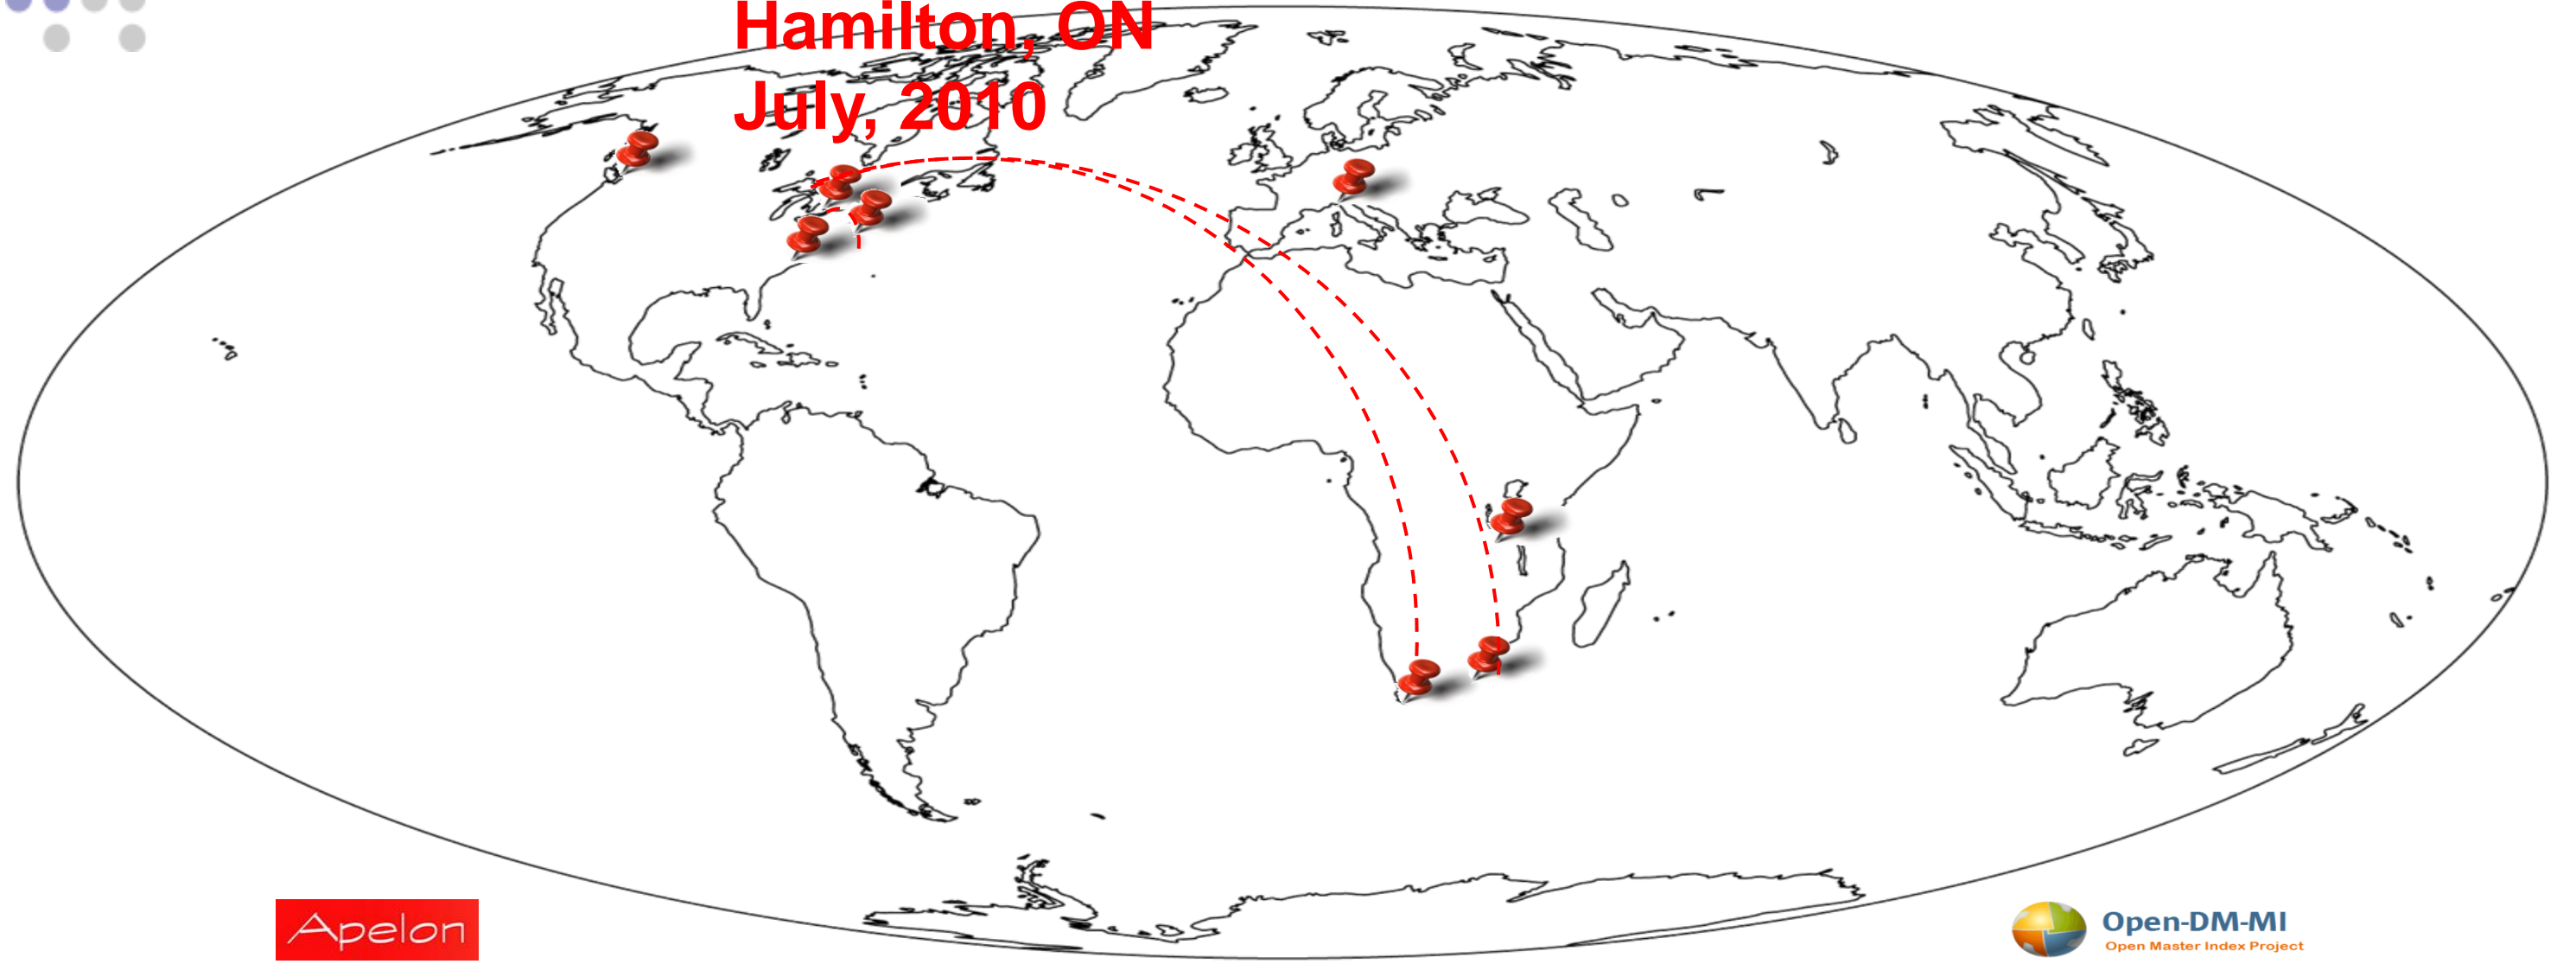 Hamilton, ON
July, 2010
Apelon
Open-DM-MI
Open Master Index Project